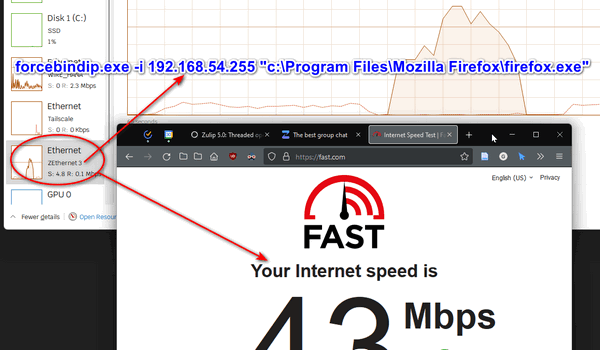 Disk 1 (C:)
SSD
1%
forcebindip.exe -i 192.168.54.255 "c:\Program Files\Mozilla Firefox\firefox.exe"
S: 0 R: 2.3 Mbps
Ethernet
Tailscale
S: 0 R: 0 Kbps
Ethernet
ZEthernet 3
S: 4.8 R: 0.1 Mb
GPU 0
Fewer details
Open Resour
Zulip 5.0: Threaded op
The best group chat
Internet Speed Test | F
https://fast.com
English (US)
Privacy
FAST
Your Internet speed is
43 Mbps